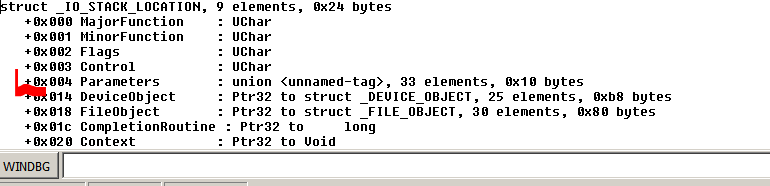 struct _IO_STACK_LOCATION, 9 elements, 0x24 bytes
+0x000 MajorFunction : UChar
+0x001 MinorFunction : UChar
+0x002 Flags : UChar
+0x003 Control : UChar
+0x004 Parameters : union <unnamed-tag>, 33 elements, 0x10 bytes
+0x014 DeviceObject : Ptr32 to struct _DEVICE_OBJECT, 25 elements, 0xb8 bytes
+0x018 FileObject : Ptr32 to struct _FILE_OBJECT, 30 elements, 0x80 bytes
+0x01c CompletionRoutine : Ptr32 to long
+0x020 Context : Ptr32 to Void
WINDBG